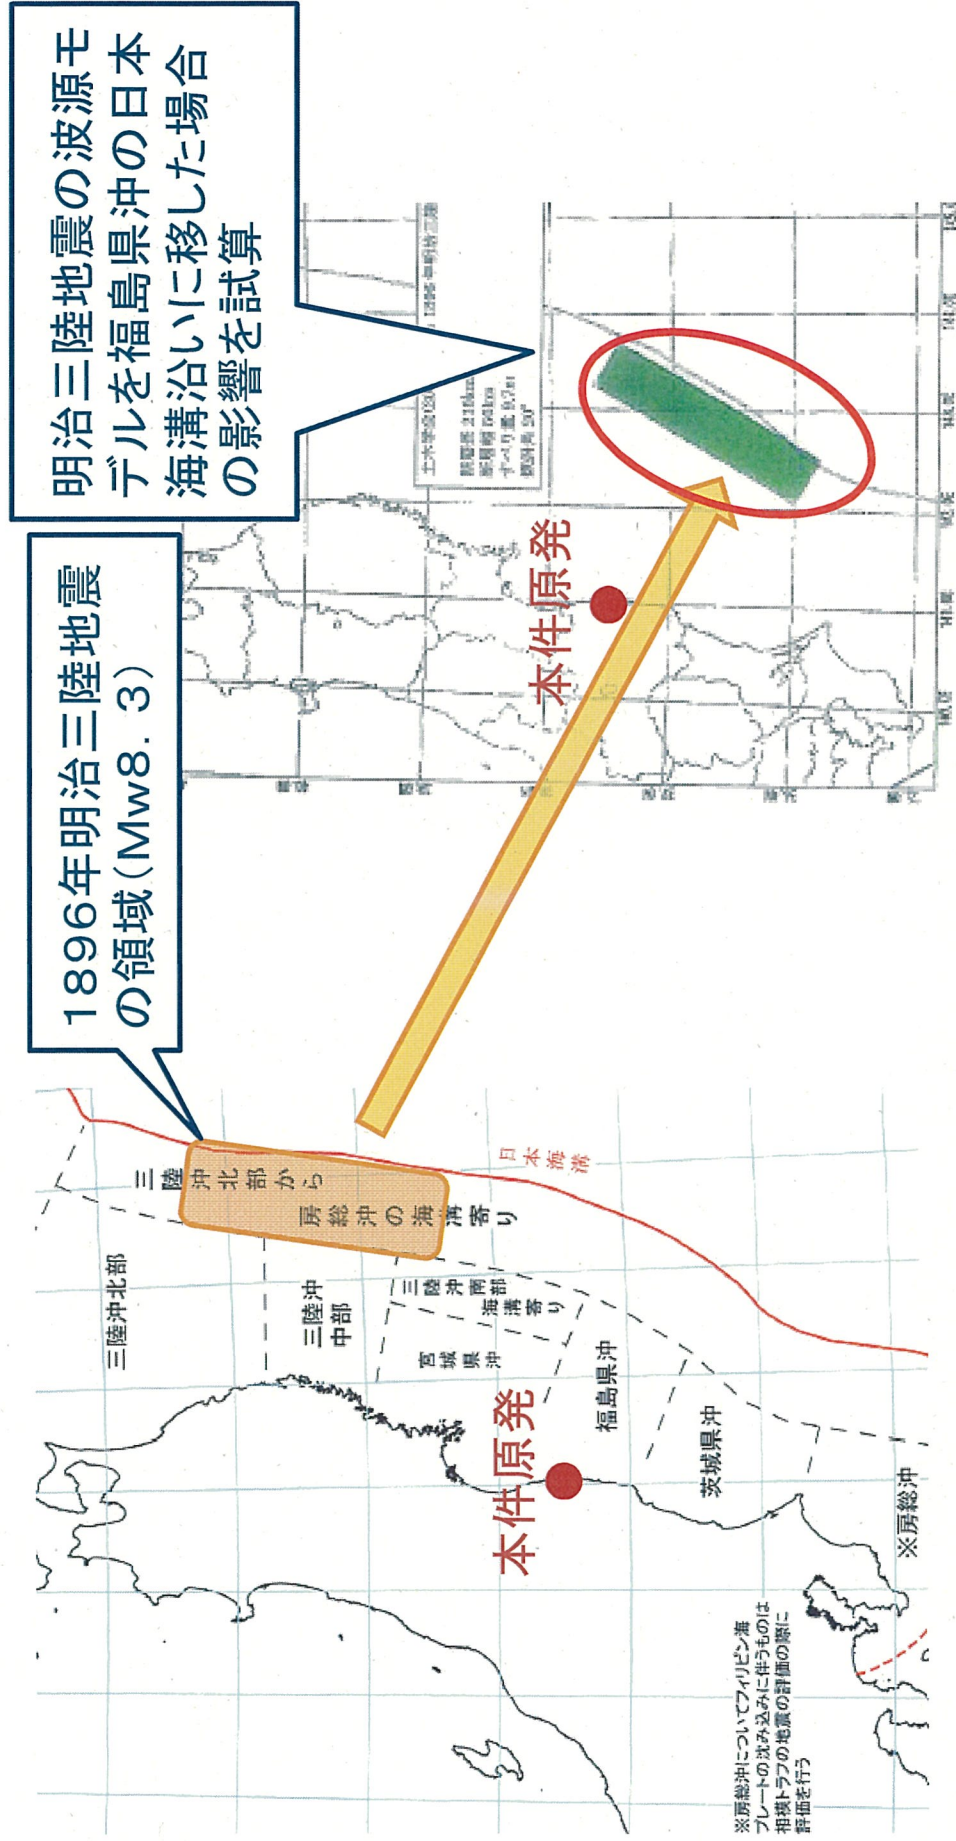 1896年明治三陸地震
の領域(Mw8.3)
明治三陸地震の波源モ
デルを福島県沖の日本
海溝沿いに移した場合
の影響を試算
三陸沖北部
三陸沖北部から
房総沖の海溝寄り
三陸沖
中部
三陸沖南部
海溝寄り
宮城県沖
日本海溝
本件原発
福島県沖
茨城県沖
※房総沖
※房総沖についてフィリピン海
プレートの沈み込みに伴うものは
相模トラフの地震の評価の際に
評価を行う
本件原発